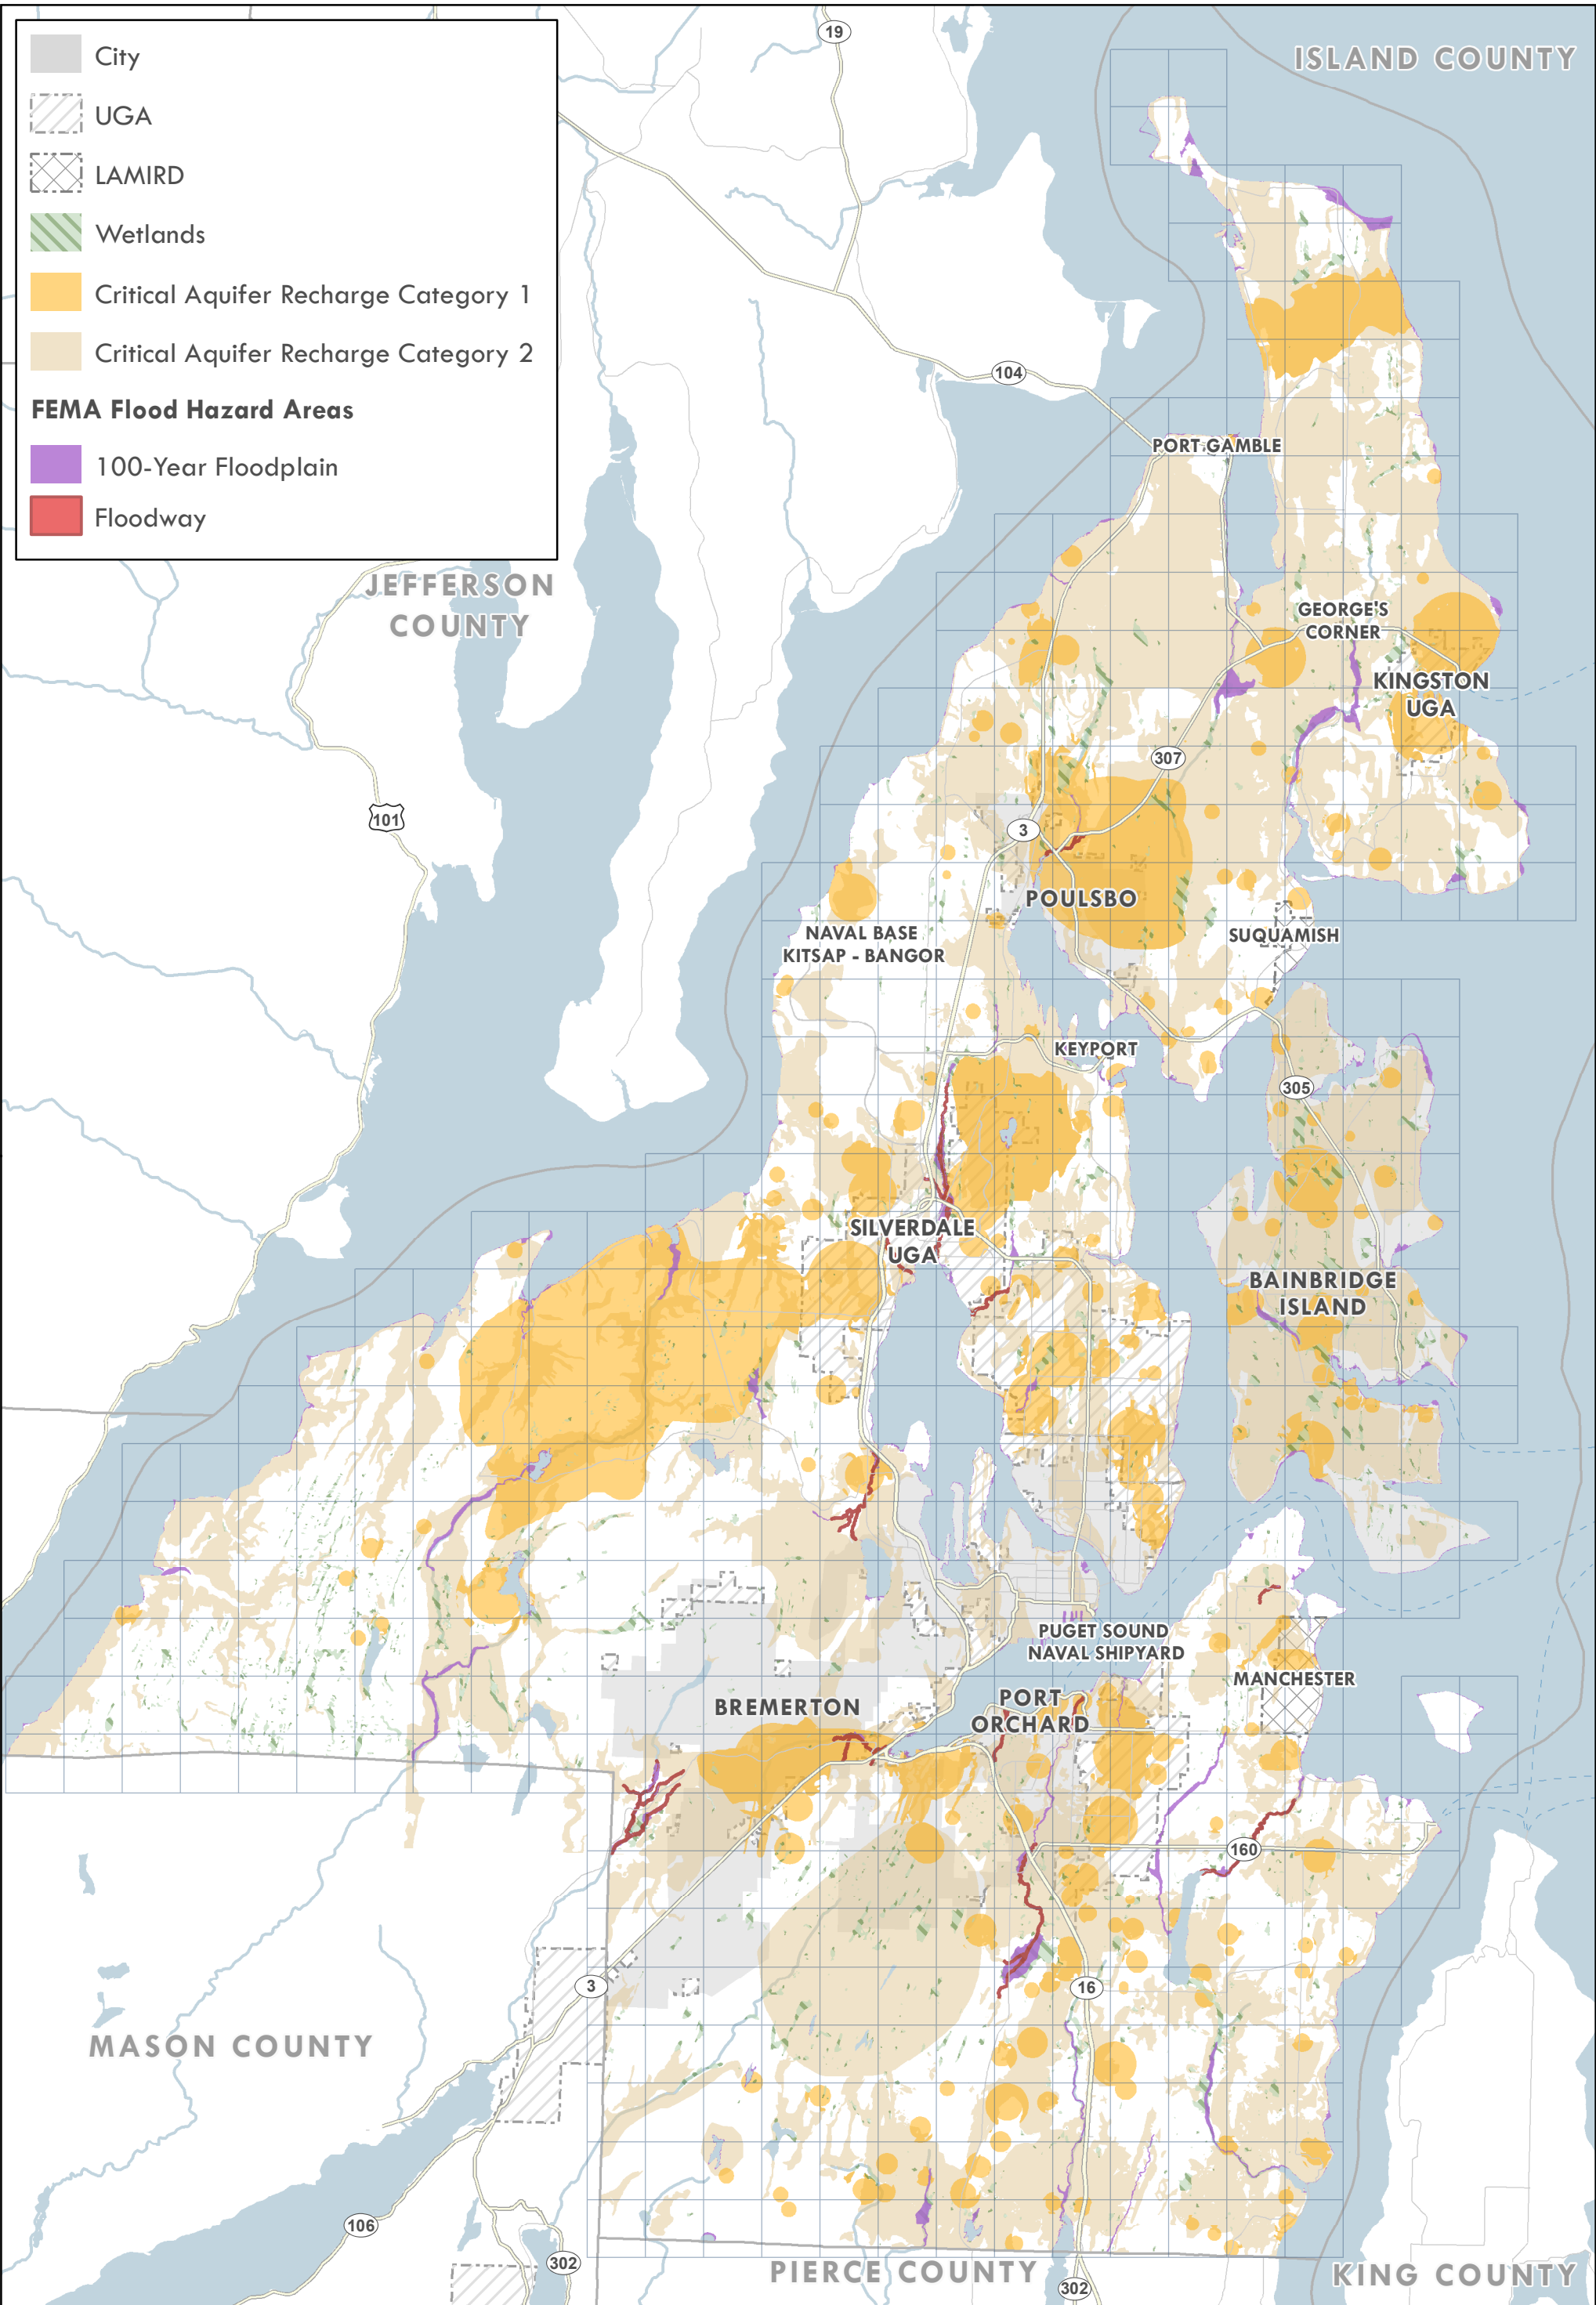 City
UGA
LAMIRD
Wetlands
Critical Aquifer Recharge Category 1
Critical Aquifer Recharge Category 2
FEMA Flood Hazard Areas
100-Year Floodplain
Floodway
19
ISLAND COUNTY
104
PORT GAMBLE
JEFFERSON
COUNTY
GEORGE'S
CORNER
KINGSTON
UGA
307
101
3
POULSBO
NAVAL BASE
KITSAP - BANGOR
SUQUAMISH
KEYPORT
305
SILVERDALE
UGA
BAINBRIDGE
ISLAND
PUGET SOUND
NAVAL SHIPYARD
MANCHESTER
BREMERTON
PORT
ORCHARD
160
3
16
MASON COUNTY
106
302
PIERCE COUNTY
302
KING COUNTY